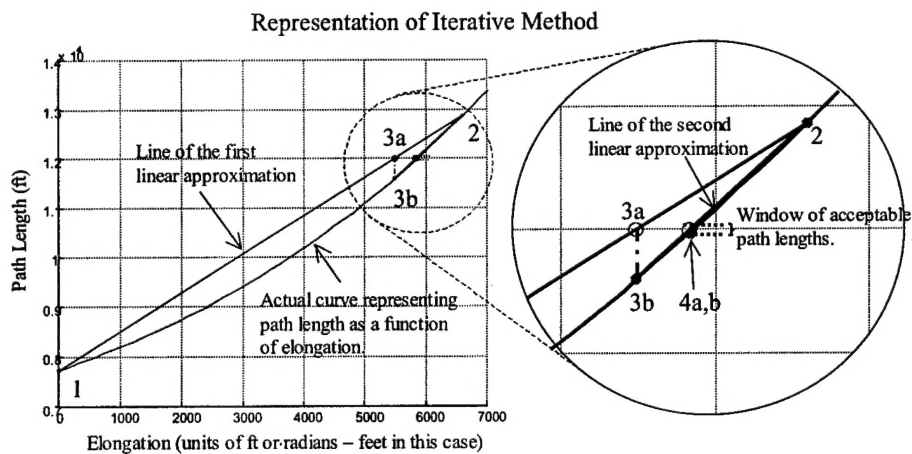 Representation of Iterative Method
x 10^4
1.4
1.3
1.2
1.1
1
0.9
0.8
0.7
0
1000
2000
3000
4000
5000
6000
7000
Path Length (ft)
Elongation (units of ft or radians – feet in this case)
Line of the first
linear approximation
Actual curve representing
path length as a function
of elongation.
1
2
3a
3b
Line of the second
linear approximation
2
3a
3b
4a,b
Window of acceptable
path lengths.